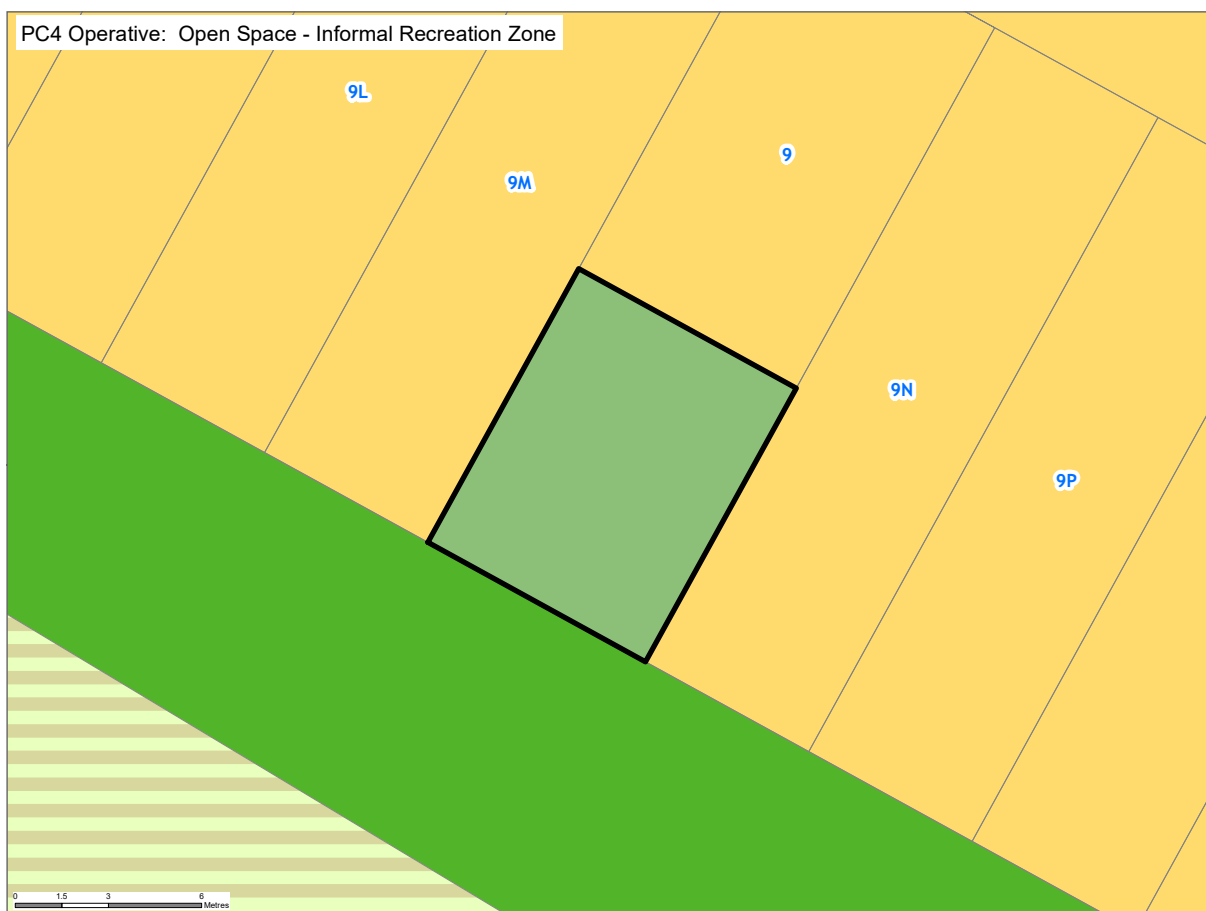 PC4 Operative:  Open Space - Informal Recreation Zone
9L
9
9M
9N
9P
0 1.5 3 6
Metres